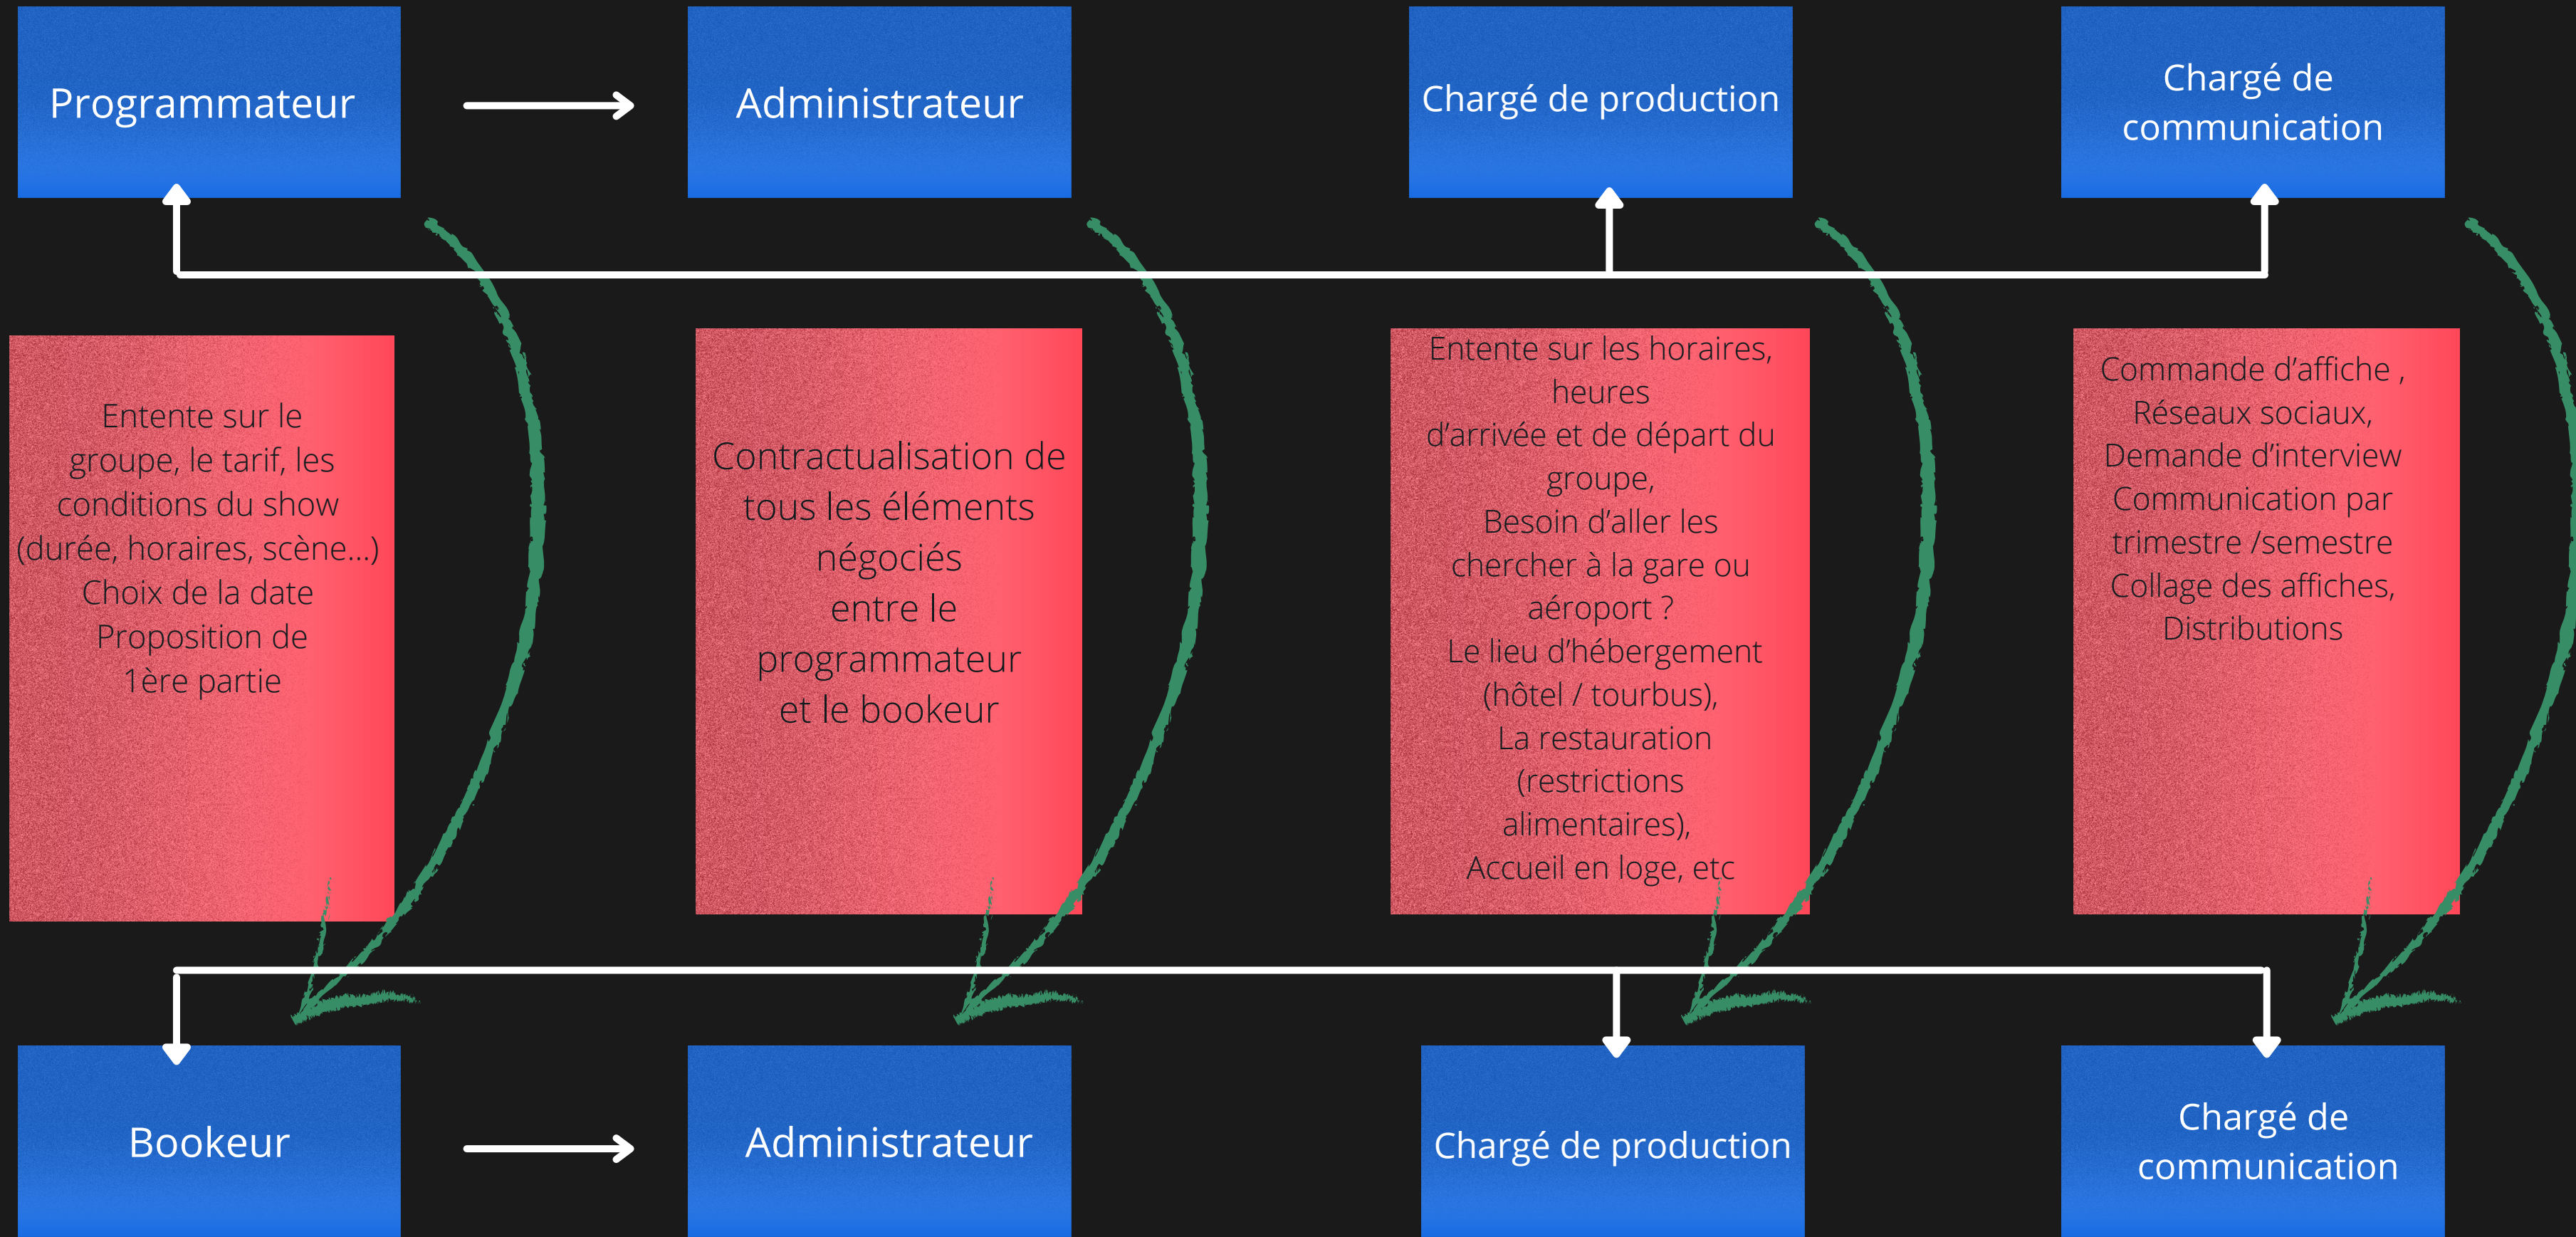 Programmateur
Administrateur
Chargé de production
Chargé de
communication
Entente sur le
groupe, le tarif, les
conditions du show
(durée, horaires, scène...)
Choix de la date
Proposition de
1ère partie
Contractualisation de
tous les éléments
négociés
entre le
programmateur
et le bookeur
Entente sur les horaires,
heures
d’arrivée et de départ du
groupe,
Besoin d’aller les
chercher à la gare ou
aéroport ?
Le lieu d’hébergement
(hôtel / tourbus),
La restauration
(restrictions
alimentaires),
Accueil en loge, etc
Commande d’affiche ,
Réseaux sociaux,
Demande d’interview
Communication par
trimestre /semestre
Collage des affiches,
Distributions
Bookeur
Administrateur
Chargé de production
Chargé de
communication